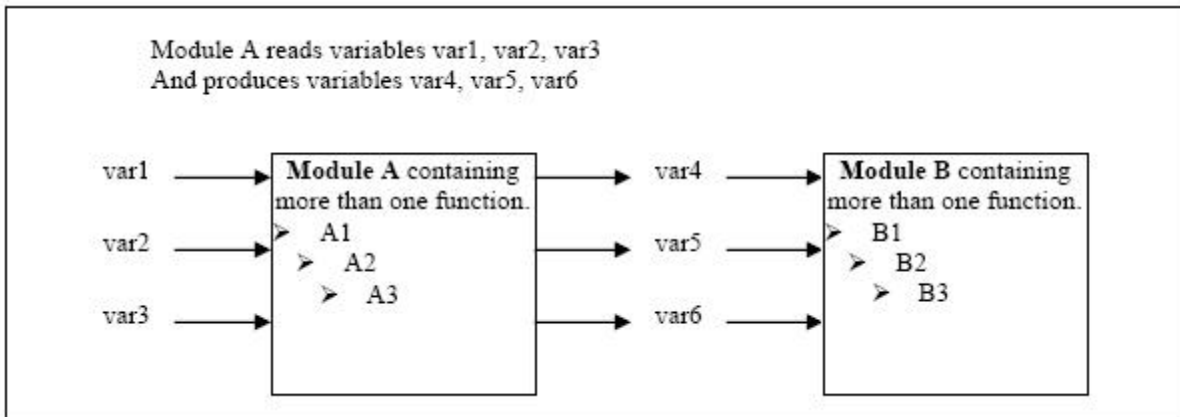 Module A reads variables var1, var2, var3
And produces variables var4, var5, var6
var1
var2
var3
Module A containing
more than one function.
➢ A1
➢ A2
➢ A3
var4
var5
var6
Module B containing
more than one function.
➢ B1
➢ B2
➢ B3